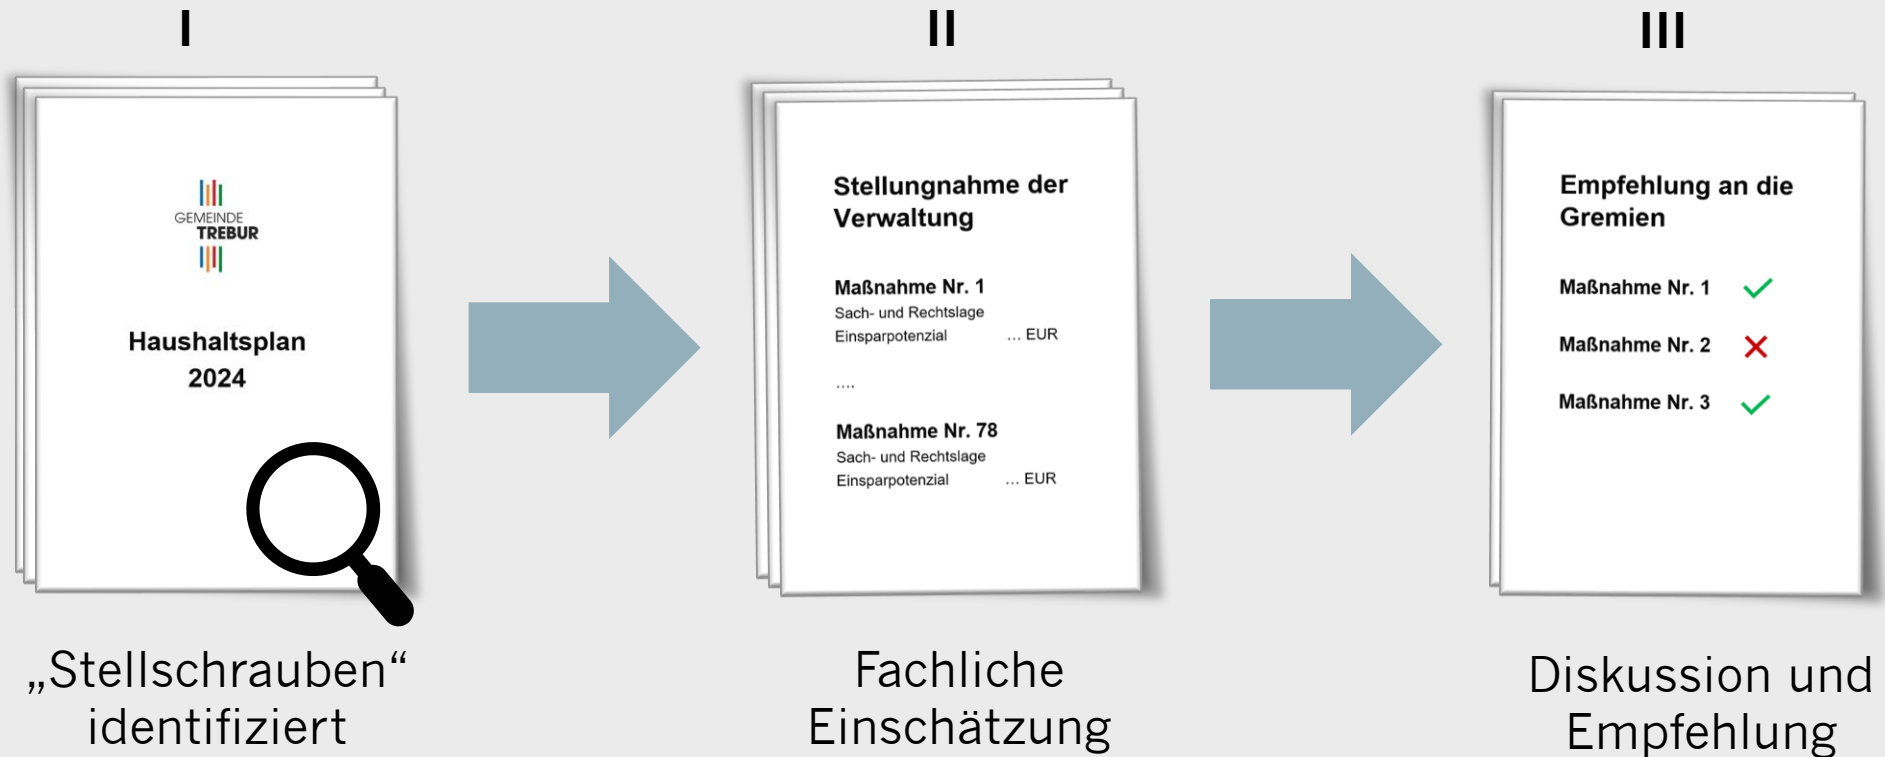 I
GEMEINDE
TREBUR
Haushaltsplan
2024
„Stellschrauben“
identifiziert
II
Stellungnahme der
Verwaltung
Maßnahme Nr. 1
Sach- und Rechtslage
Einsparpotenzial ... EUR
....
Maßnahme Nr. 78
Sach- und Rechtslage
Einsparpotenzial ... EUR
Fachliche
Einschätzung
III
Empfehlung an die
Gremien
Maßnahme Nr. 1
Maßnahme Nr. 2
Maßnahme Nr. 3
Diskussion und
Empfehlung